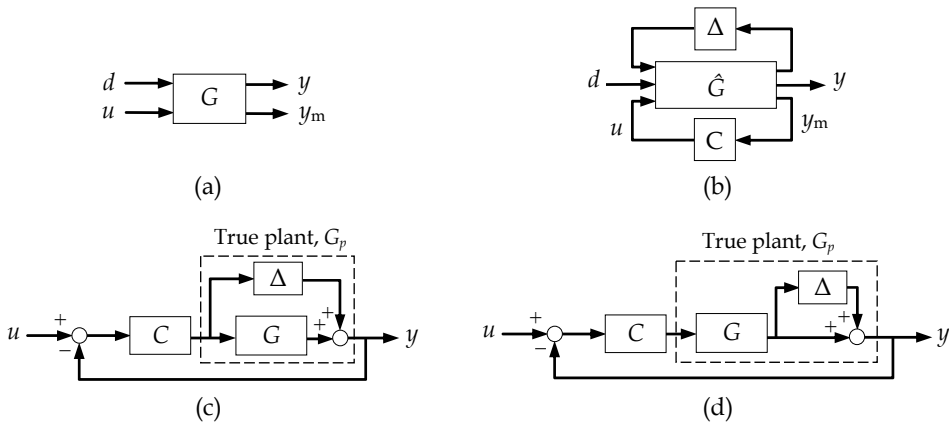 d
u
G
y
y_m
(a)
Δ
d
Ĝ
y
u
y_m
C
(b)
True plant, G_p
Δ
u
+
−
C
G
+
+
y
(c)
True plant, G_p
Δ
u
+
−
C
G
+
+
y
(d)